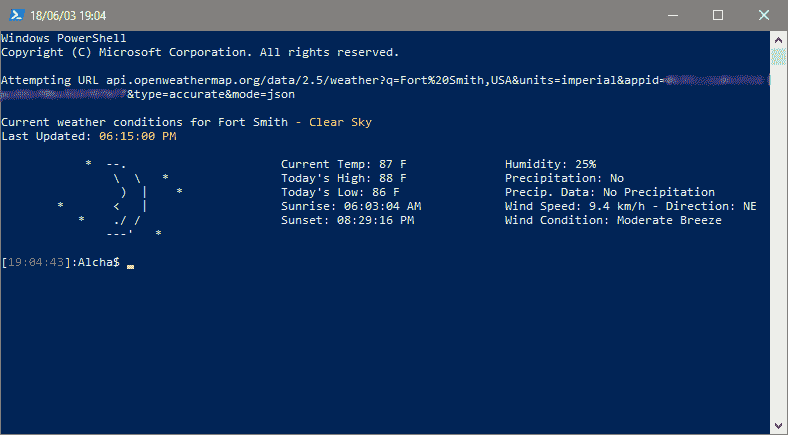 18/06/03 19:04
Windows PowerShell
Copyright (C) Microsoft Corporation. All rights reserved.
Attempting URL api.openweathermap.org/data/2.5/weather?q=Fort%20Smith,USA&units=imperial&appid=
&type=accurate&mode=json
Current weather conditions for Fort Smith - Clear Sky
Last Updated: 06:15:00 PM
Current Temp: 87 F Humidity: 25%
Today's High: 88 F Precipitation: No
Today's Low: 86 F Precip. Data: No Precipitation
Sunrise: 06:03:04 AM Wind Speed: 9.4 km/h - Direction: NE
Sunset: 08:29:16 PM Wind Condition: Moderate Breeze
[19:04:43]:Alcha$